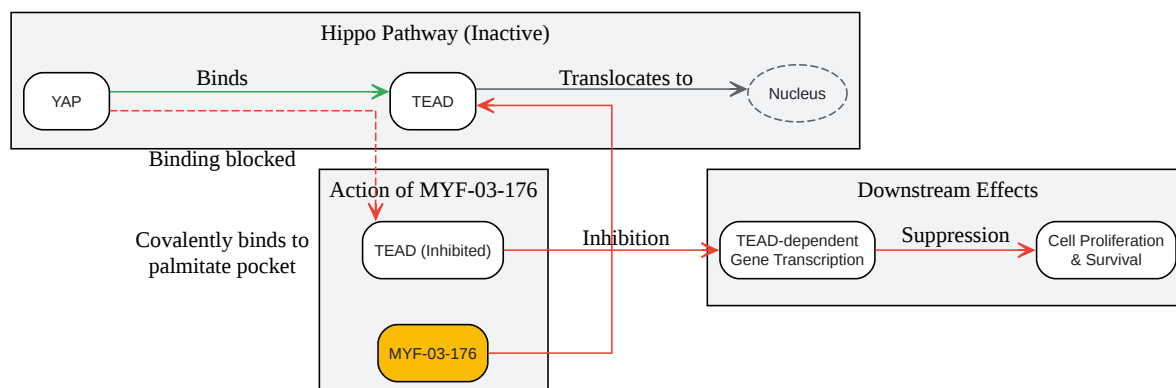 Hippo Pathway (Inactive)
Binds
Translocates to
YAP
TEAD
Nucleus
Binding blocked
Action of MYF-03-176
Downstream Effects
Covalently binds to
palmitate pocket
TEAD (Inhibited)
Inhibition
TEAD-dependent
Gene Transcription
Suppression
Cell Proliferation
& Survival
MYF-03-176